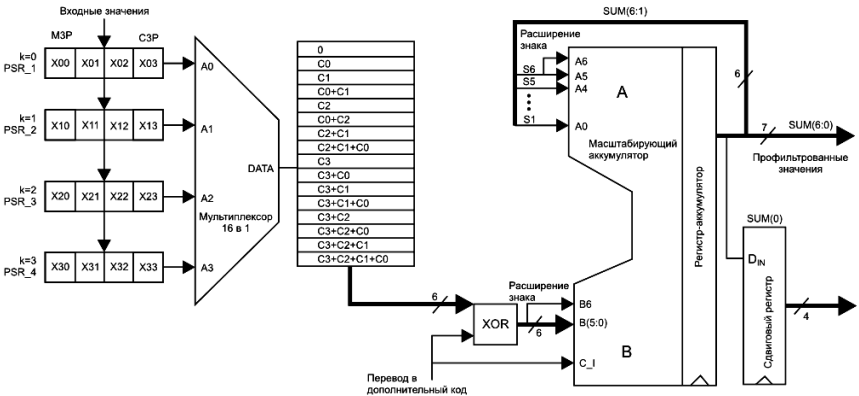 Входные значения
МЗР СЗР
k=0
PSR_1
X00 X01 X02 X03
k=1
PSR_2
X10 X11 X12 X13
k=2
PSR_3
X20 X21 X22 X23
k=3
PSR_4
X30 X31 X32 X33
A0
A1
A2
A3
DATA
Мультиплексор
16 в 1
0
C0
C1
C0+C1
C2
C0+C2
C2+C1
C2+C1+C0
C3
C3+C0
C3+C1
C3+C1+C0
C3+C2
C3+C2+C0
C3+C2+C1
C3+C2+C1+C0
6
XOR
Перевод в
дополнительный код
Расширение
знака
6
B6
B(5:0)
C_I
B
SUM(6:1)
Расширение
знака
S6
S5
S1
A6
A5
A4
A0
A
Масштабирующий
аккумулятор
Регистр-аккумулятор
6
7
SUM(6:0)
Профильтрованные
значения
SUM(0)
DIN
Сдвиговый регистр
4